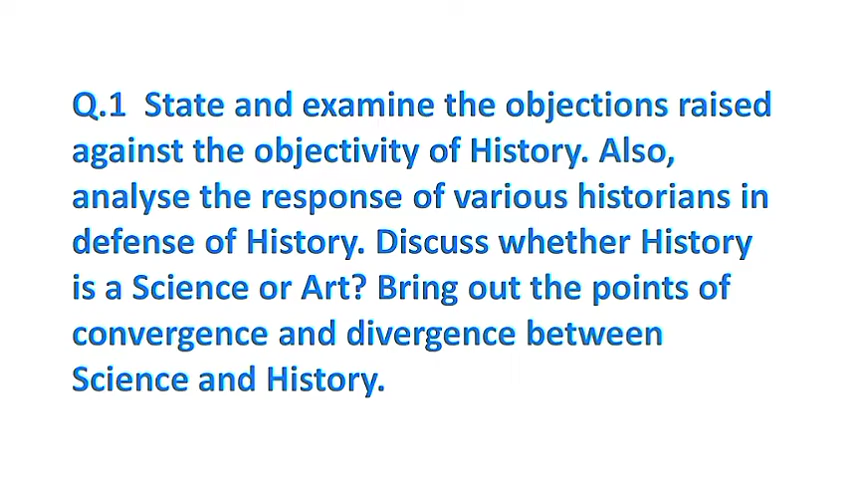 Q.1  State and examine the objections raised
against the objectivity of History. Also,
analyse the response of various historians in
defense of History. Discuss whether History
is a Science or Art? Bring out the points of
convergence and divergence between
Science and History.